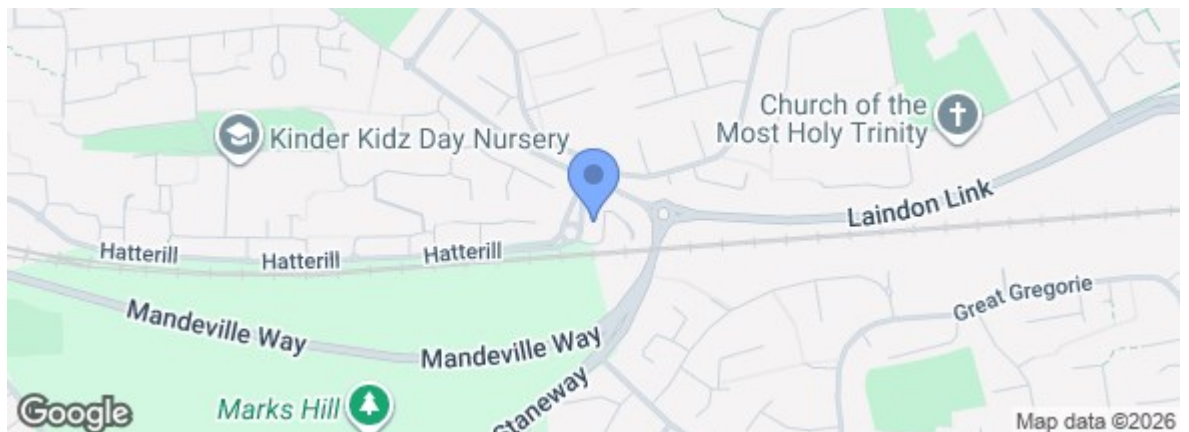 Church of the
Most Holy Trinity
Kinder Kidz Day Nursery
Laindon Link
Hatterill
Hatterill
Hatterill
Great Gregorie
Mandeville Way
Mandeville Way
Staneway
Marks Hill
Google
Map data ©2026